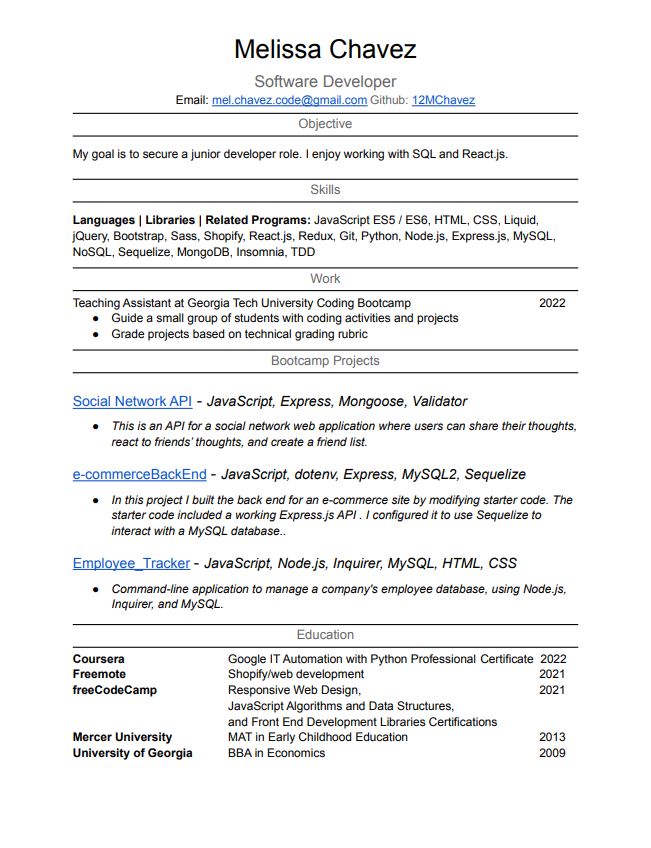 Melissa Chavez
Software Developer
Email: mel.chavez.code@gmail.com Github: 12MChavez
Objective
My goal is to secure a junior developer role. I enjoy working with SQL and React.js.
Skills
Languages | Libraries | Related Programs: JavaScript ES5 / ES6, HTML, CSS, Liquid,
jQuery, Bootstrap, Sass, Shopify, React.js, Redux, Git, Python, Node.js, Express.js, MySQL,
NoSQL, Sequelize, MongoDB, Insomnia, TDD
Work
Teaching Assistant at Georgia Tech University Coding Bootcamp 2022
● Guide a small group of students with coding activities and projects
● Grade projects based on technical grading rubric
Bootcamp Projects
Social Network API - JavaScript, Express, Mongoose, Validator
● This is an API for a social network web application where users can share their thoughts,
react to friends’ thoughts, and create a friend list.
e-commerceBackEnd - JavaScript, dotenv, Express, MySQL2, Sequelize
● In this project I built the back end for an e-commerce site by modifying starter code. The
starter code included a working Express.js API . I configured it to use Sequelize to
interact with a MySQL database..
Employee_Tracker - JavaScript, Node.js, Inquirer, MySQL, HTML, CSS
● Command-line application to manage a company's employee database, using Node.js,
Inquirer, and MySQL.
Education
Coursera Google IT Automation with Python Professional Certificate 2022
Freemote Shopify/web development 2021
freeCodeCamp Responsive Web Design, 2021
JavaScript Algorithms and Data Structures,
and Front End Development Libraries Certifications
Mercer University MAT in Early Childhood Education 2013
University of Georgia BBA in Economics 2009